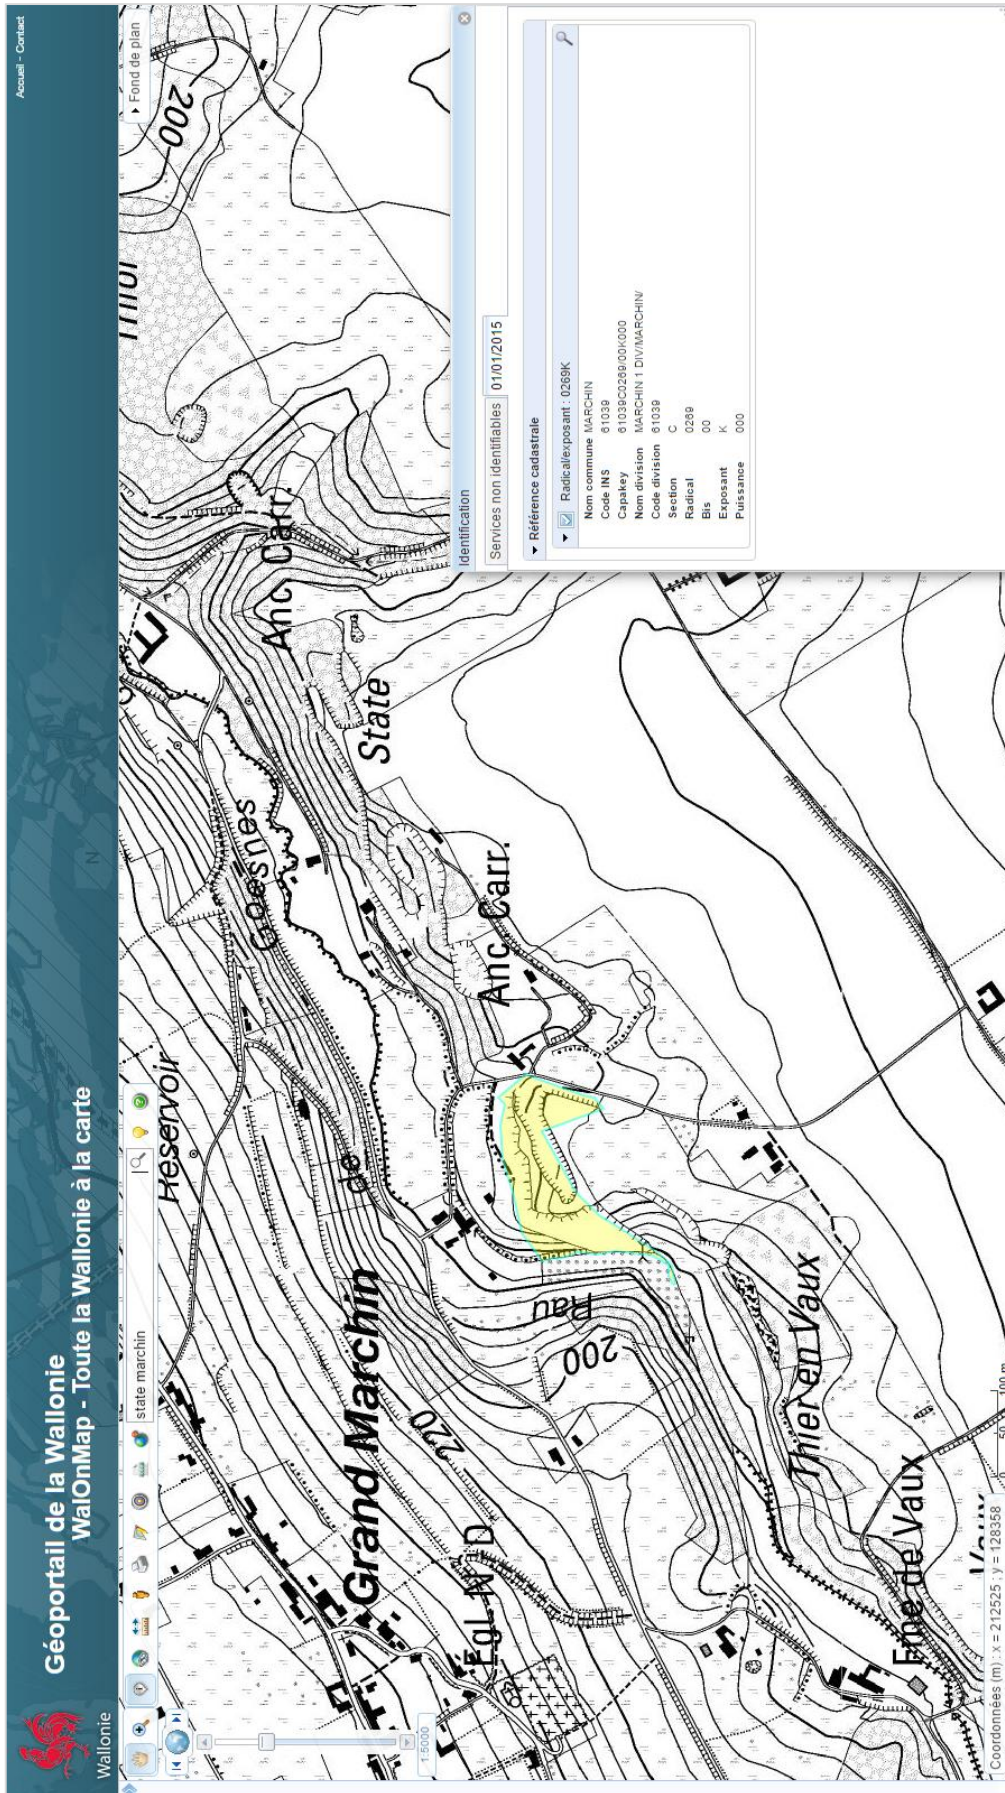 Géoportail de la Wallonie
WalOnMap - Toute la Wallonie à la carte
Accueil - Contact
Wallonie
state marchin
Fond de plan
1:5000
Réservoir
200
Goesnes
de
Grand Marchin
220
Rau
200
Égl. N D
Anc. Carr.
State
Anc. Carr.
Thier en Vaux
Fme de Vaux
N
Identification
Services non identifiables 01/01/2015
Référence cadastrale
Radical/exposant : 0269K
Nom commune MARCHIN
Code INS 61039
Capakey 61039C0269/00K000
Nom division MARCHIN 1 DIV/MARCHIN/
Code division 61039
Section C
Radical 0269
Bis 00
Exposant K
Puissance 000
Coordonnées (m) : x = 212525 ; y = 128358
50
100 m